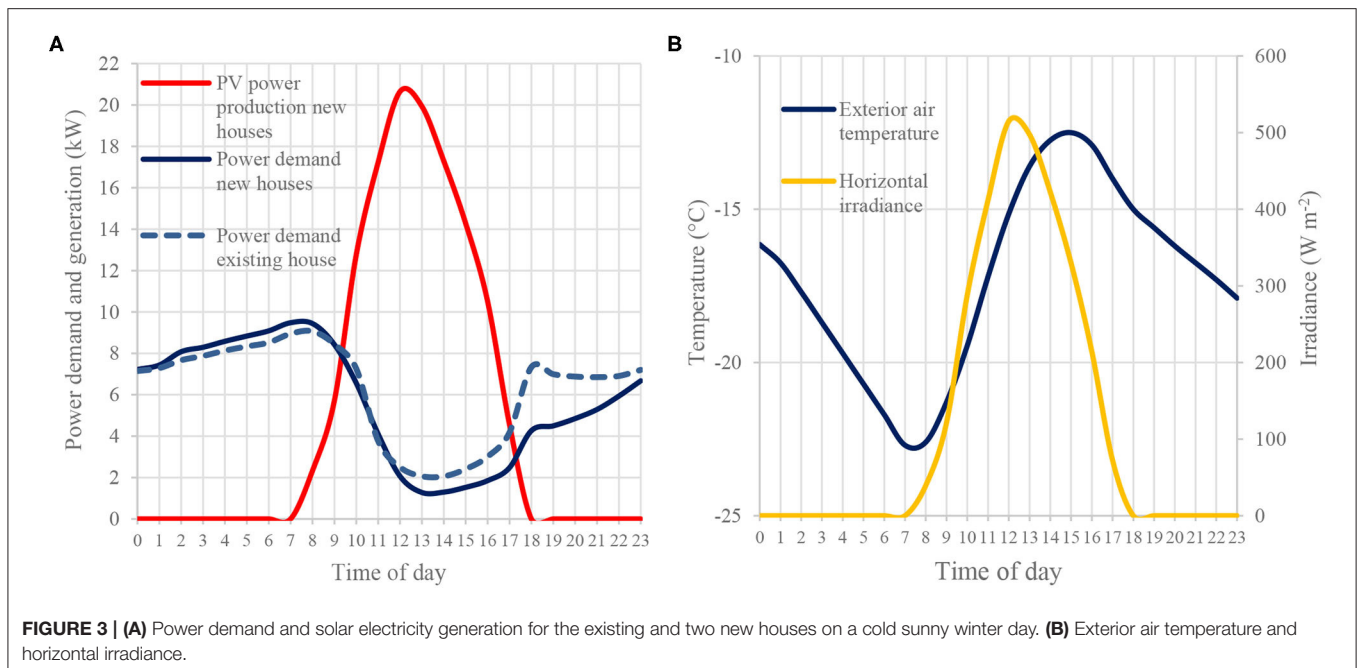 A
22
20
18
16
14
12
10
8
6
4
2
0
Power demand and generation (kW)
PV power
production new
houses
Power demand
new houses
Power demand
existing house
0 1 2 3 4 5 6 7 8 9 10 11 12 13 14 15 16 17 18 19 20 21 22 23
Time of day
B
-10
-15
-20
-25
Temperature (°C)
Exterior air
temperature
Horizontal
irradiance
600
500
400
300
200
100
0
Irradiance (W m-2)
0 1 2 3 4 5 6 7 8 9 10 11 12 13 14 15 16 17 18 19 20 21 22 23
Time of day
FIGURE 3 | (A) Power demand and solar electricity generation for the existing and two new houses on a cold sunny winter day. (B) Exterior air temperature and
horizontal irradiance.